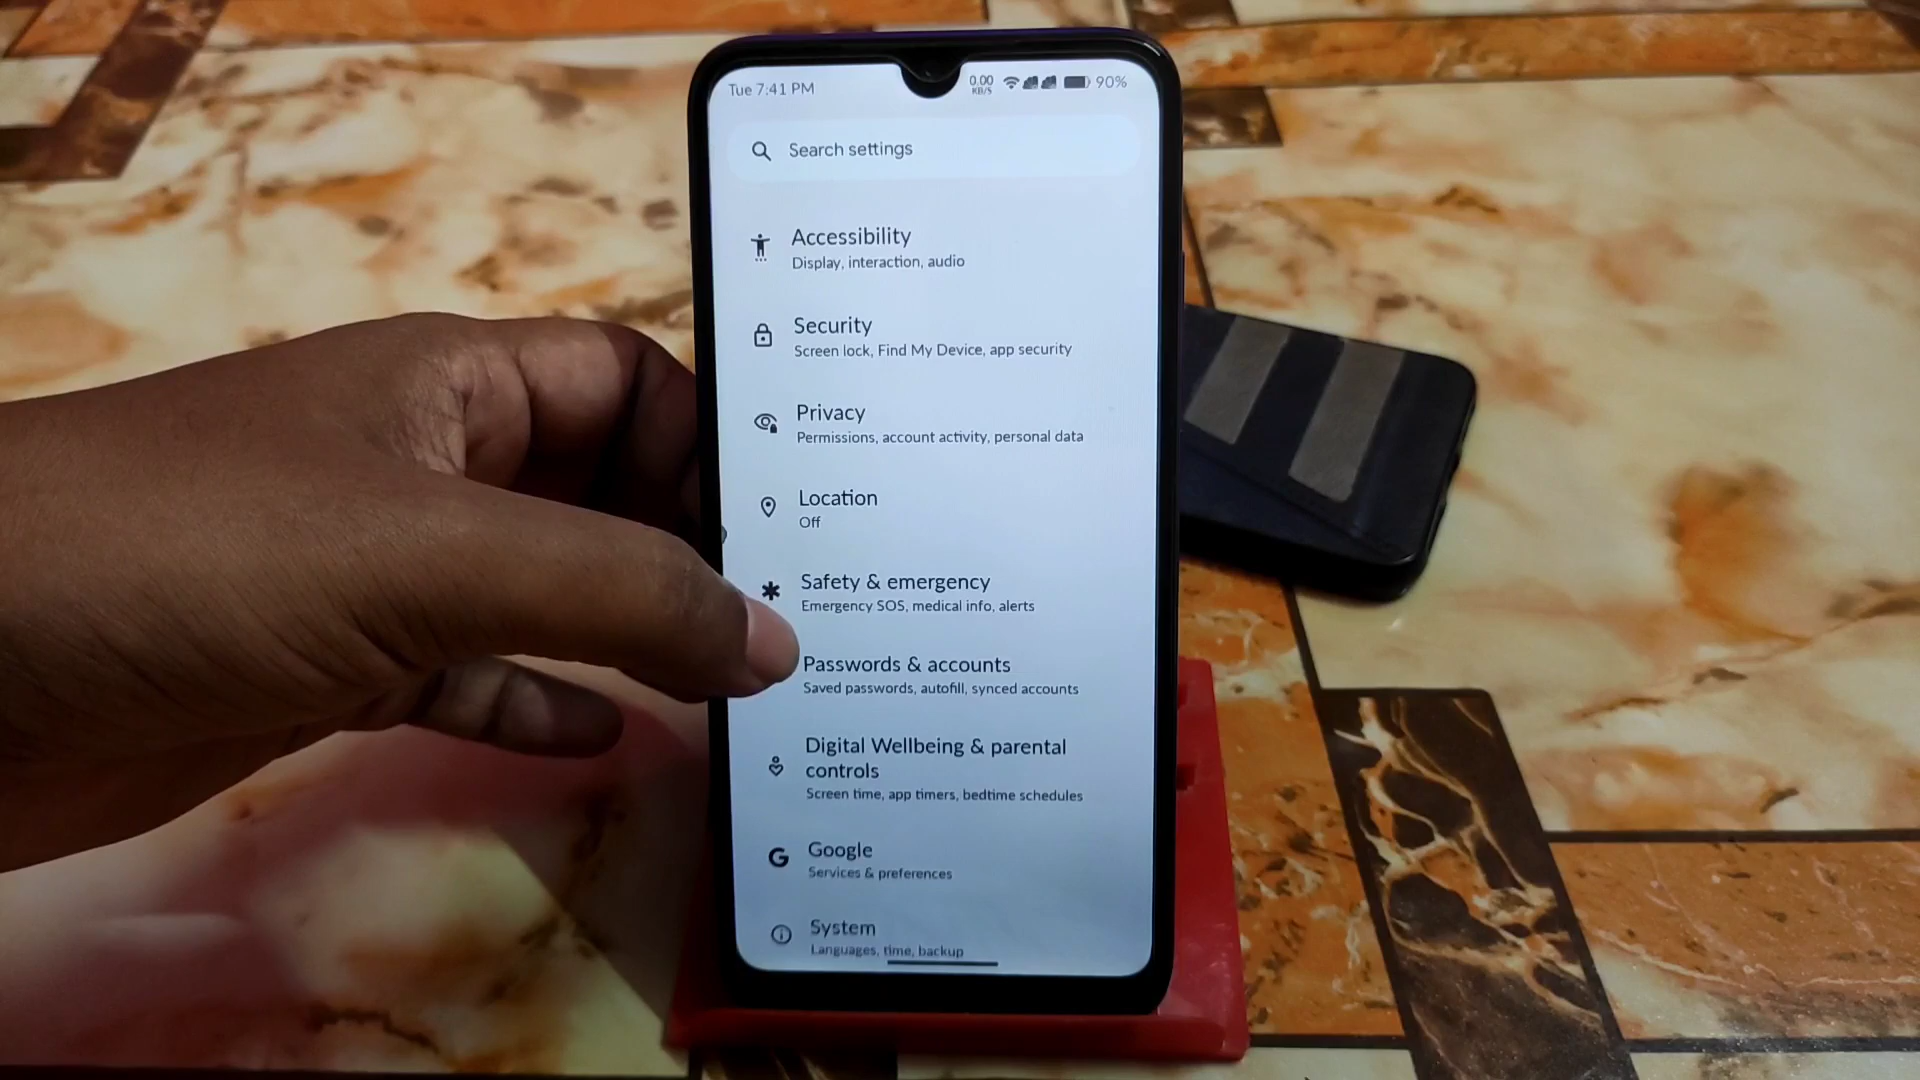 Tue 7:41 PM
0.00
KB/S
90%
Search settings
Accessibility
Display, interaction, audio
Security
Screen lock, Find My Device, app security
Privacy
Permissions, account activity, personal data
Location
Off
Safety & emergency
Emergency SOS, medical info, alerts
Passwords & accounts
Saved passwords, autofill, synced accounts
Digital Wellbeing & parental
controls
Screen time, app timers, bedtime schedules
Google
Services & preferences
System
Languages, time, backup